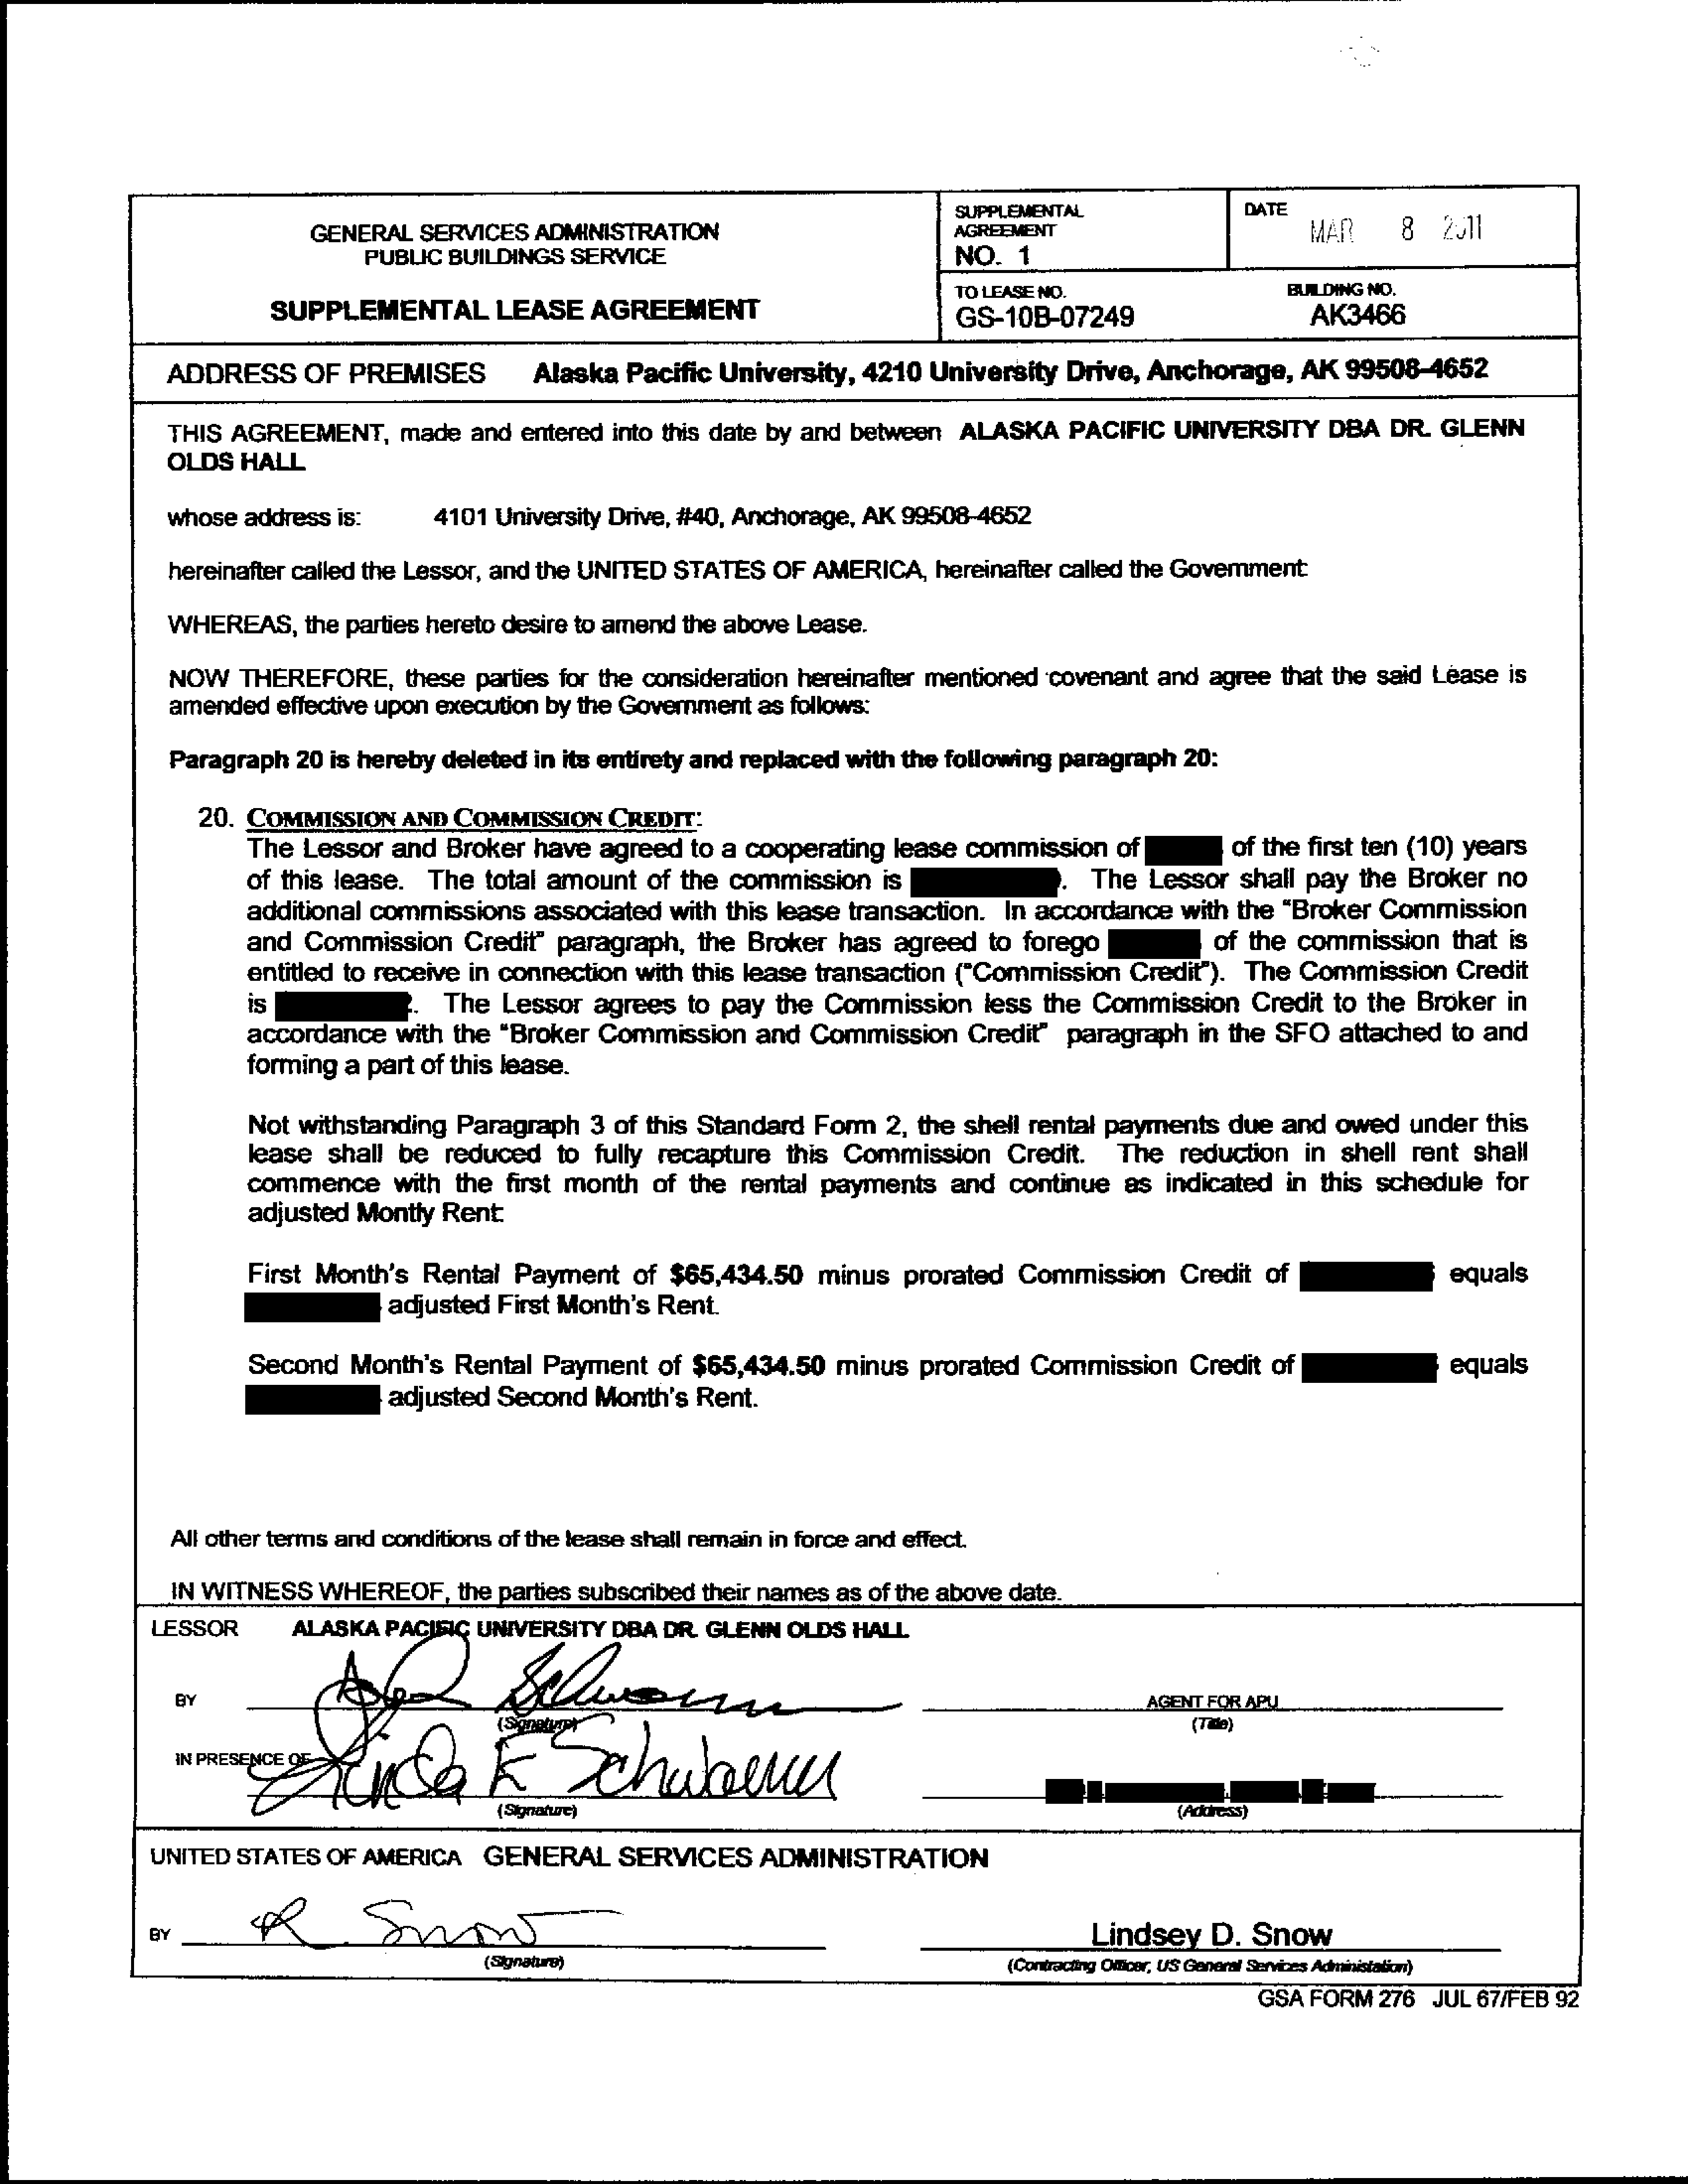 GENERAL SERVICES ADMINISTRATION
PUBLIC BUILDINGS SERVICE
SUPPLEMENTAL LEASE AGREEMENT
SUPPLEMENTAL
AGREEMENT
NO. 1
DATE
MAR 8 2011
TO LEASE NO.
GS-10B-07249
BUILDING NO.
AK3466
ADDRESS OF PREMISES Alaska Pacific University, 4210 University Drive, Anchorage, AK 99508-4652
THIS AGREEMENT, made and entered into this date by and between ALASKA PACIFIC UNIVERSITY DBA DR. GLENN
OLDS HALL
whose address is: 4101 University Drive, #40, Anchorage, AK 99508-4652
hereinafter called the Lessor, and the UNITED STATES OF AMERICA, hereinafter called the Government:
WHEREAS, the parties hereto desire to amend the above Lease.
NOW THEREFORE, these parties for the consideration hereinafter mentioned covenant and agree that the said Lease is
amended effective upon execution by the Government as follows:
Paragraph 20 is hereby deleted in its entirety and replaced with the following paragraph 20:
20. COMMISSION AND COMMISSION CREDIT:
The Lessor and Broker have agreed to a cooperating lease commission of of the first ten (10) years
of this lease. The total amount of the commission is . The Lessor shall pay the Broker no
additional commissions associated with this lease transaction. In accordance with the "Broker Commission
and Commission Credit" paragraph, the Broker has agreed to forego of the commission that is
entitled to receive in connection with this lease transaction ("Commission Credit"). The Commission Credit
is . The Lessor agrees to pay the Commission less the Commission Credit to the Broker in
accordance with the "Broker Commission and Commission Credit" paragraph in the SFO attached to and
forming a part of this lease.
Not withstanding Paragraph 3 of this Standard Form 2, the shell rental payments due and owed under this
lease shall be reduced to fully recapture this Commission Credit. The reduction in shell rent shall
commence with the first month of the rental payments and continue as indicated in this schedule for
adjusted Montly Rent:
First Month's Rental Payment of $65,434.50 minus prorated Commission Credit of equals
adjusted First Month's Rent.
Second Month's Rental Payment of $65,434.50 minus prorated Commission Credit of equals
adjusted Second Month's Rent.
All other terms and conditions of the lease shall remain in force and effect.
IN WITNESS WHEREOF, the parties subscribed their names as of the above date.
LESSOR ALASKA PACIFIC UNIVERSITY DBA DR. GLENN OLDS HALL
BY
(Signature)
AGENT FOR APU
(Title)
IN PRESENCE OF
Linda K
(Signature)
(Address)
UNITED STATES OF AMERICA GENERAL SERVICES ADMINISTRATION
BY Snow
(Signature)
Lindsey D. Snow
(Contracting Officer, US General Services Administation)
GSA FORM 276 JUL 67/FEB 92